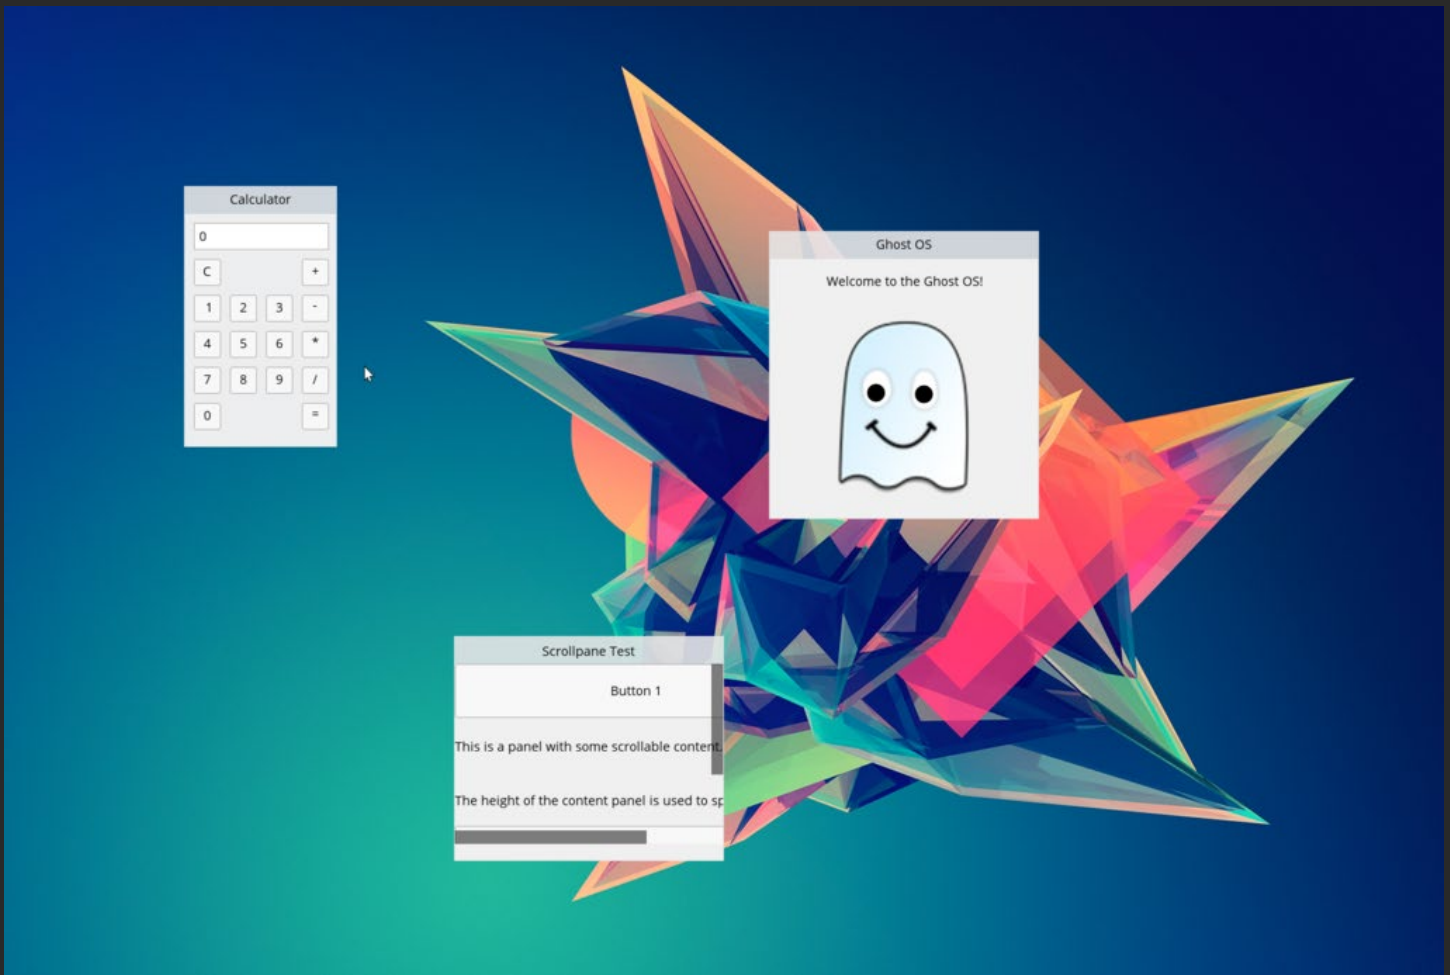 Calculator
0
C +
1 2 3 -
4 5 6 *
7 8 9 /
0 =
Ghost OS
Welcome to the Ghost OS!
Scrollpane Test
Button 1
This is a panel with some scrollable content.
The height of the content panel is used to sp